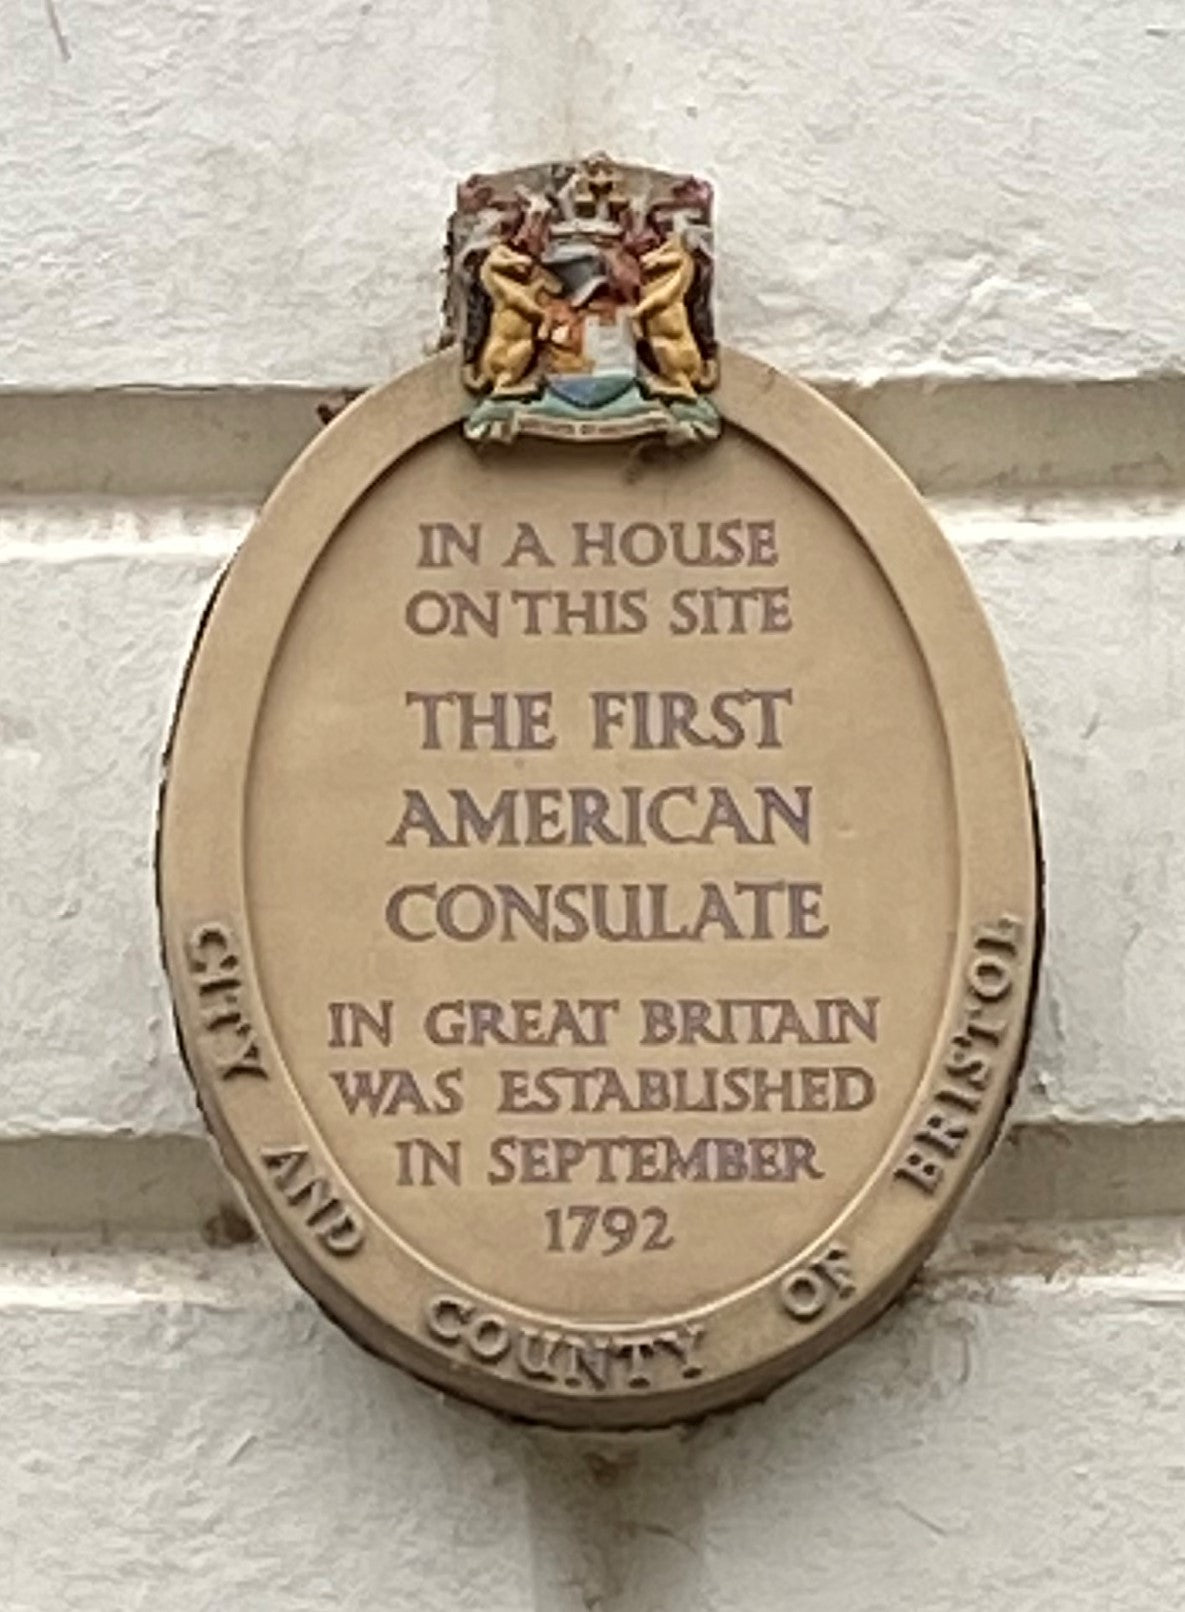 IN A HOUSE
ON THIS SITE
THE FIRST
AMERICAN
CONSULATE
IN GREAT BRITAIN
WAS ESTABLISHED
IN SEPTEMBER
1792
CITY AND COUNTY OF BRISTOL